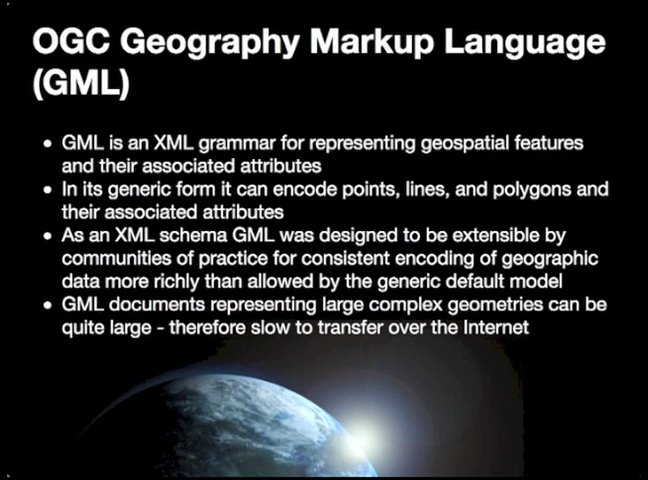 OGC Geography Markup Language
(GML)
• GML is an XML grammar for representing geospatial features
and their associated attributes
• In its generic form it can encode points, lines, and polygons and
their associated attributes
• As an XML schema GML was designed to be extensible by
communities of practice for consistent encoding of geographic
data more richly than allowed by the generic default model
• GML documents representing large complex geometries can be
quite large - therefore slow to transfer over the Internet